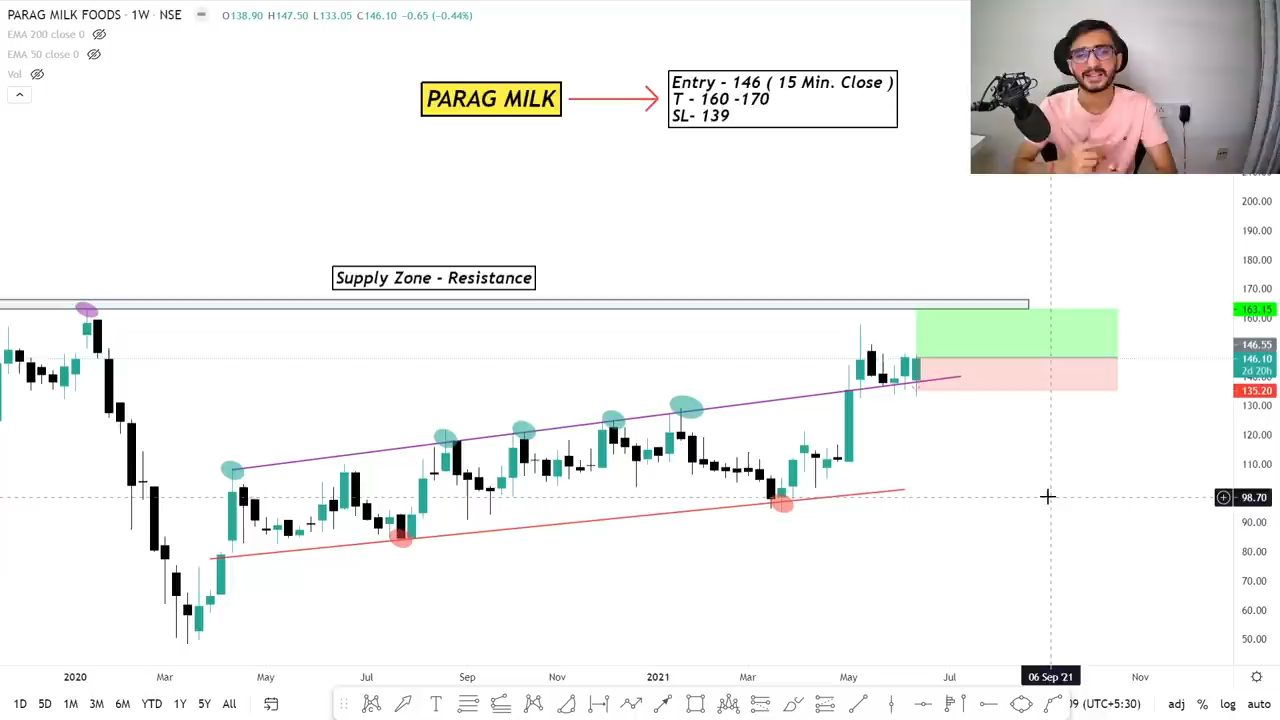 PARAG MILK FOODS · 1W · NSE
O138.90 H147.50 L133.05 C146.10 -0.65 (-0.44%)
EMA 200 close 0
EMA 50 close 0
Vol
PARAG MILK
Entry - 146 ( 15 Min. Close )
T - 160 -170
SL- 139
Supply Zone - Resistance
200.00
190.00
180.00
170.00
163.15
160.00
146.55
146.10
2d 20h
135.20
130.00
120.00
110.00
98.70
90.00
80.00
70.00
60.00
50.00
2020 Mar May Jul Sep Nov 2021 Mar May Jul 06 Sep '21 Nov
1D 5D 1M 3M 6M YTD 1Y 5Y All
T
09 (UTC+5:30) adj % log auto